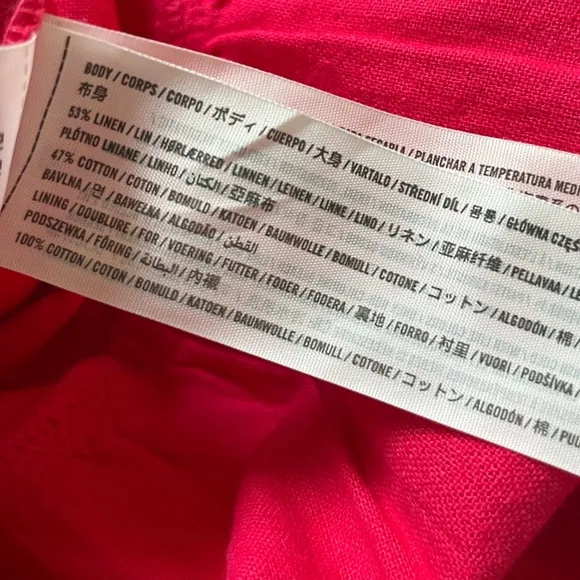 BODY / CORPS / CORPO / ボディ / CUERPO / 大身 / VARTALO / STŘEDNÍ DÍL / 몸통 / GŁÓWNA
布身
53% LINEN / LIN / HØRLÆRRED / LINNEN / LEINEN / LINNE / LINO / リネン / 亚麻纤维 / PELLAVAA /
PŁÓTNO LNIANE / LINHO / الكتان / 亞麻布
47% COTTON / COTON / BOMULD / KATOEN / BAUMWOLLE / BOMULL / COTONE / コットン / ALGODÓN / 棉 /
BAVLNA / 면 / BAWEŁNA / ALGODÃO / القطن
LINING / DOUBLURE / FOR / VOERING / FUTTER / FODER / FODERA / 裏地 / FORRO / 衬里 / VUORI / PODŠÍVKA /
PODSZEWKA / FÔRING / البطانة / 內襯
100% COTTON / COTON / BOMULD / KATOEN / BAUMWOLLE / BOMULL / COTONE / コットン / ALGODÓN / 棉 /
/ PLANCHAR A TEMPERATURA